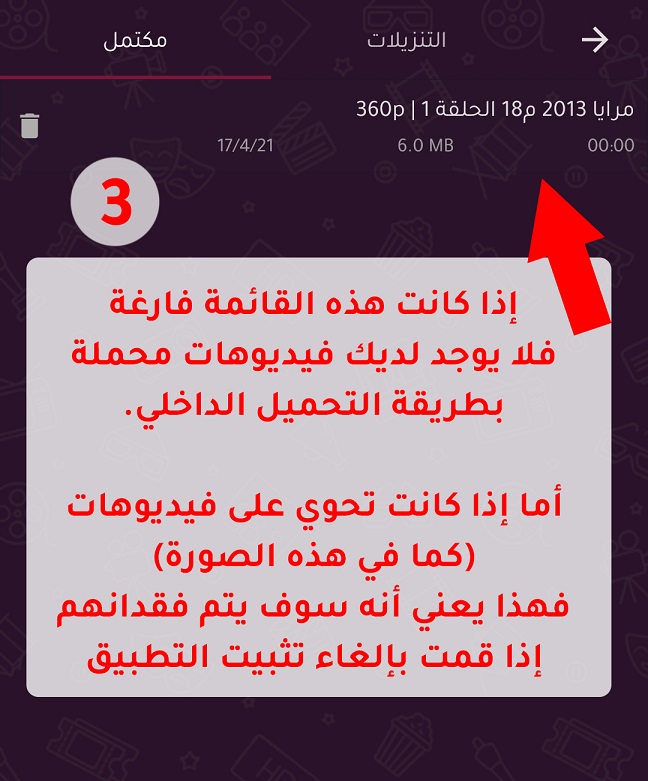 التنزيلات
مكتمل
مرايا 2013 م18 الحلقة 1 | 360p
00:00
6.0 MB
17/4/21
3
إذا كانت هذه القائمة فارغة
فلا يوجد لديك فيديوهات محملة
بطريقة التحميل الداخلي.
أما إذا كانت تحوي على فيديوهات
(كما في هذه الصورة)
فهذا يعني أنه سوف يتم فقدانهم
إذا قمت بإلغاء تثبيت التطبيق